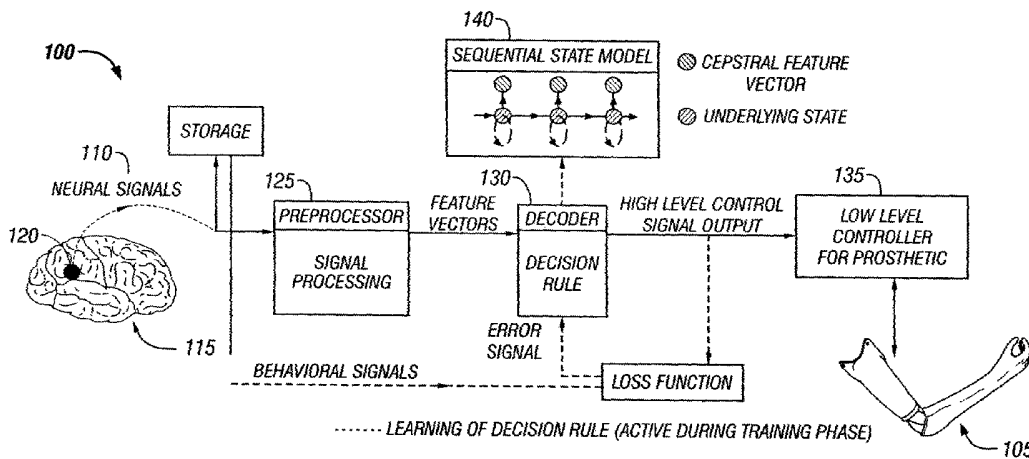 140
100
SEQUENTIAL STATE MODEL
CEPSTRAL FEATURE
VECTOR
UNDERLYING STATE
STORAGE
110
NEURAL SIGNALS
125
130
135
PREPROCESSOR
FEATURE
VECTORS
DECODER
HIGH LEVEL CONTROL
SIGNAL OUTPUT
LOW LEVEL
CONTROLLER
FOR PROSTHETIC
120
SIGNAL
PROCESSING
DECISION
RULE
115
ERROR
SIGNAL
BEHAVIORAL SIGNALS
LOSS FUNCTION
LEARNING OF DECISION RULE (ACTIVE DURING TRAINING PHASE)
105